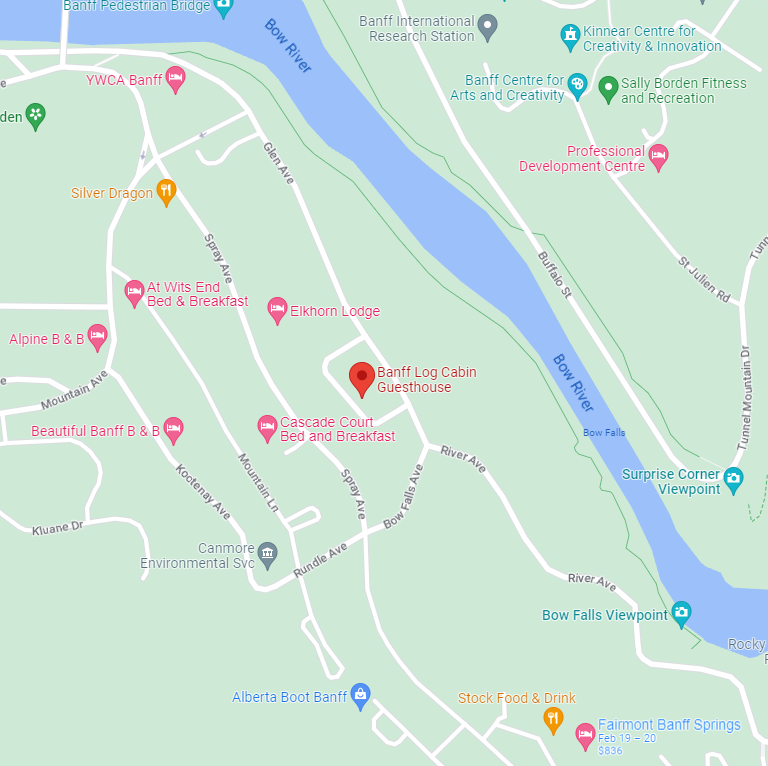 Banff Pedestrian Bridge
Bow River
Banff International
Research Station
Kinnear Centre for
Creativity & Innovation
YWCA Banff
Banff Centre for
Arts and Creativity
Sally Borden Fitness
and Recreation
den
Glen Ave
Professional
Development Centre
Silver Dragon
Spray Ave
Buffalo St
St Julien Rd
Tunn
At Wits End
Bed & Breakfast
Elkhorn Lodge
Alpine B & B
Banff Log Cabin
Guesthouse
Bow River
Tunnel Mountain Dr
Mountain Ave
Beautiful Banff B & B
Cascade Court
Bed and Breakfast
Bow Falls
River Ave
Surprise Corner
Viewpoint
Kootenay Ave
Mountain Ln
Spray Ave
Bow Falls Ave
Kluane Dr
Canmore
Environmental Svc
Rundle Ave
River Ave
Bow Falls Viewpoint
Rocky
Alberta Boot Banff
Stock Food & Drink
Fairmont Banff Springs
Feb 19 – 20
$836